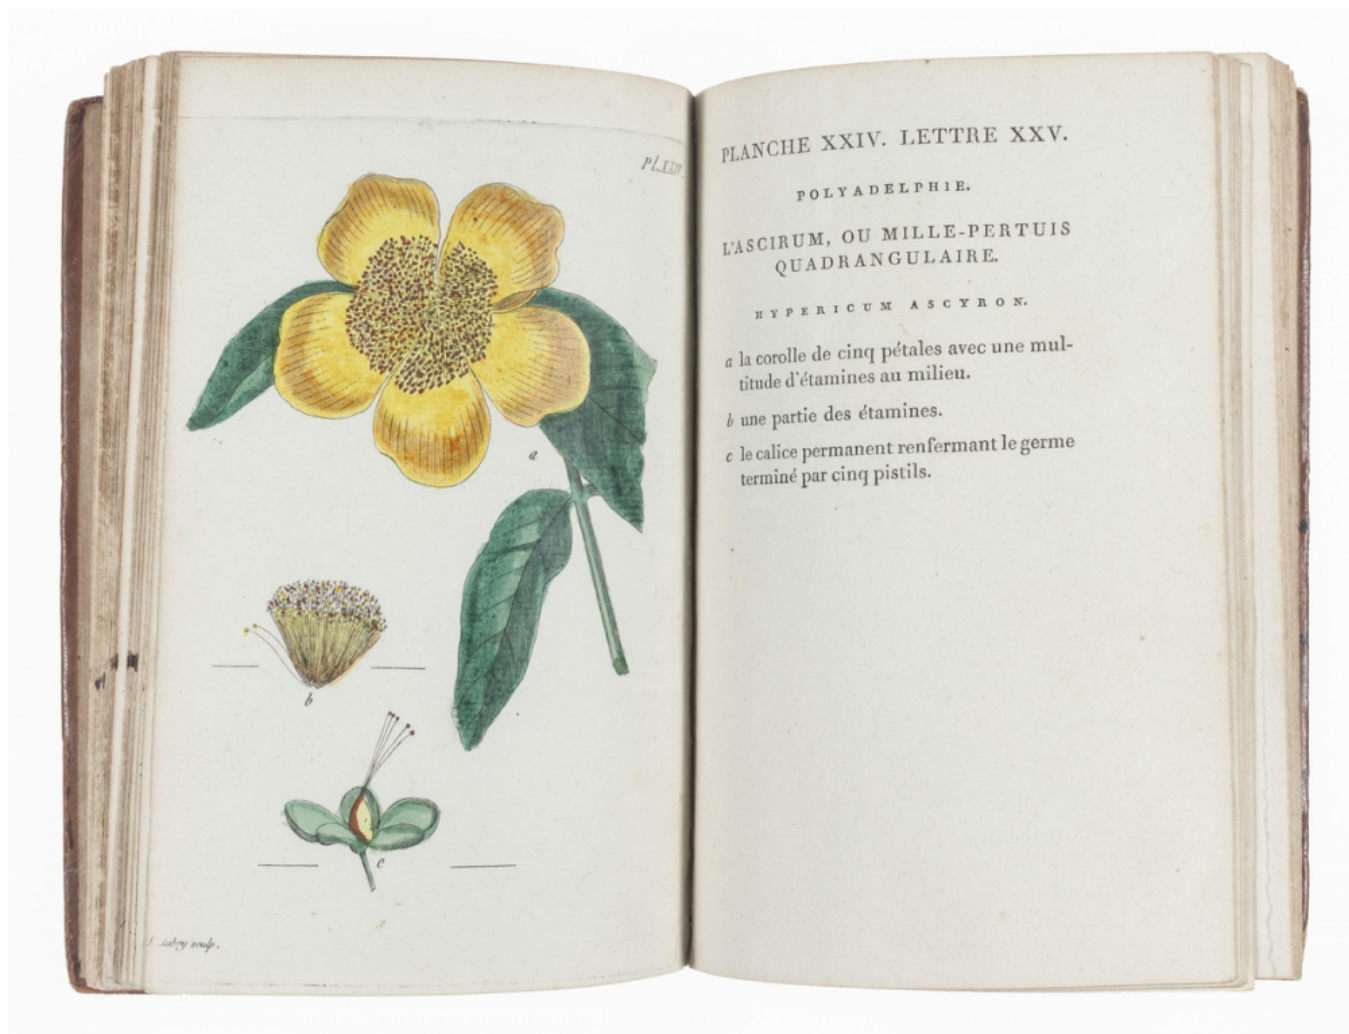 Pl.XXIV.
a
b
c
Aubry sculp.
PLANCHE XXIV. LETTRE XXV.
POLYADELPHIE.
L'ASCIRUM, OU MILLE-PERTUIS
QUADRANGULAIRE.
HYPERICUM ASCYRON.
a la corolle de cinq pétales avec une mul-
titude d'étamines au milieu.
b une partie des étamines.
c le calice permanent renfermant le germe
terminé par cinq pistils.